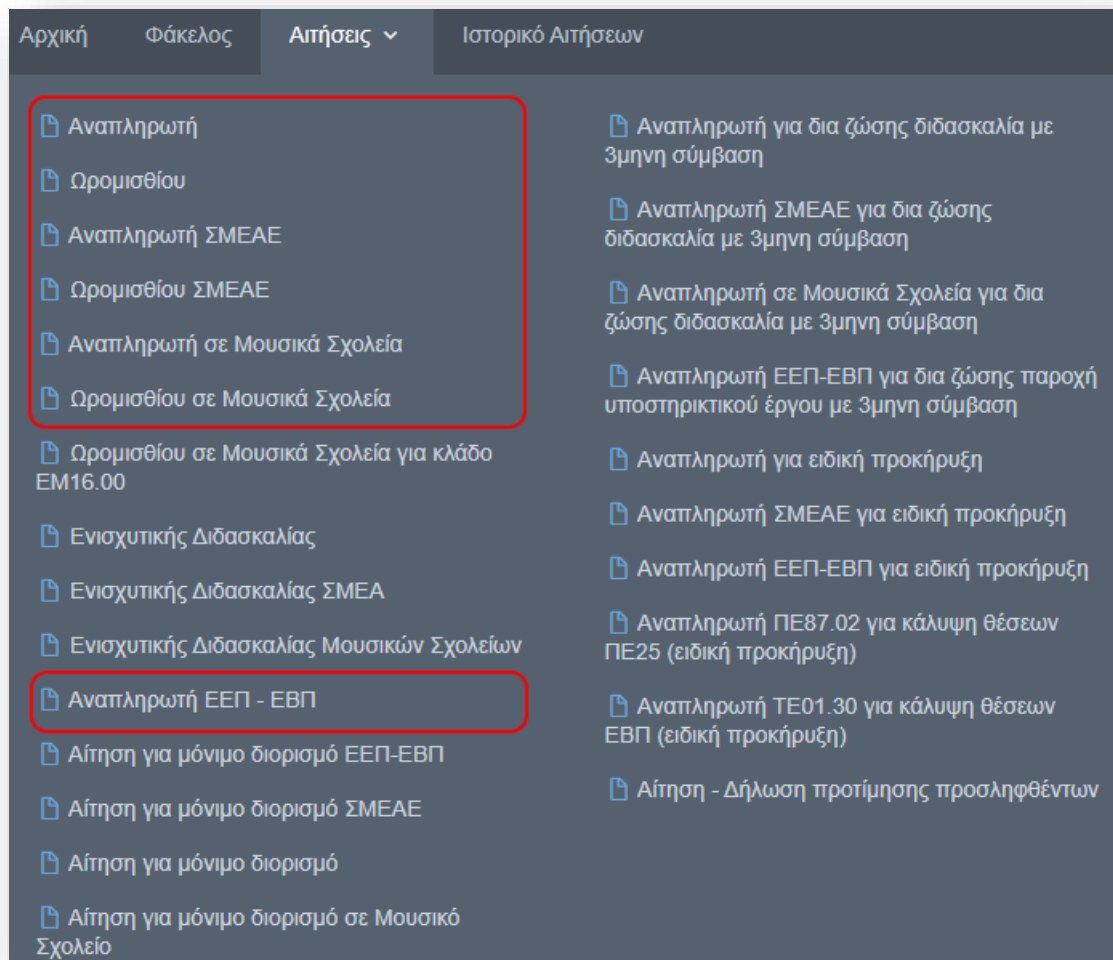 Αρχική Φάκελος Αιτήσεις Ιστορικό Αιτήσεων
Αναπληρωτή
Ωρομισθίου
Αναπληρωτή ΣΜΕΑΕ
Ωρομισθίου ΣΜΕΑΕ
Αναπληρωτή σε Μουσικά Σχολεία
Ωρομισθίου σε Μουσικά Σχολεία
Ωρομισθίου σε Μουσικά Σχολεία για κλάδο
ΕΜ16.00
Ενισχυτικής Διδασκαλίας
Ενισχυτικής Διδασκαλίας ΣΜΕΑ
Ενισχυτικής Διδασκαλίας Μουσικών Σχολείων
Αναπληρωτή ΕΕΠ - ΕΒΠ
Αίτηση για μόνιμο διορισμό ΕΕΠ-ΕΒΠ
Αίτηση για μόνιμο διορισμό ΣΜΕΑΕ
Αίτηση για μόνιμο διορισμό
Αίτηση για μόνιμο διορισμό σε Μουσικό
Σχολείο
Αναπληρωτή για δια ζώσης διδασκαλία με
3μηνη σύμβαση
Αναπληρωτή ΣΜΕΑΕ για δια ζώσης
διδασκαλία με 3μηνη σύμβαση
Αναπληρωτή σε Μουσικά Σχολεία για δια
ζώσης διδασκαλία με 3μηνη σύμβαση
Αναπληρωτή ΕΕΠ-ΕΒΠ για δια ζώσης παροχή
υποστηρικτικού έργου με 3μηνη σύμβαση
Αναπληρωτή για ειδική προκήρυξη
Αναπληρωτή ΣΜΕΑΕ για ειδική προκήρυξη
Αναπληρωτή ΕΕΠ-ΕΒΠ για ειδική προκήρυξη
Αναπληρωτή ΠΕ87.02 για κάλυψη θέσεων
ΠΕ25 (ειδική προκήρυξη)
Αναπληρωτή ΤΕ01.30 για κάλυψη θέσεων
ΕΒΠ (ειδική προκήρυξη)
Αίτηση - Δήλωση προτίμησης προσληφθέντων